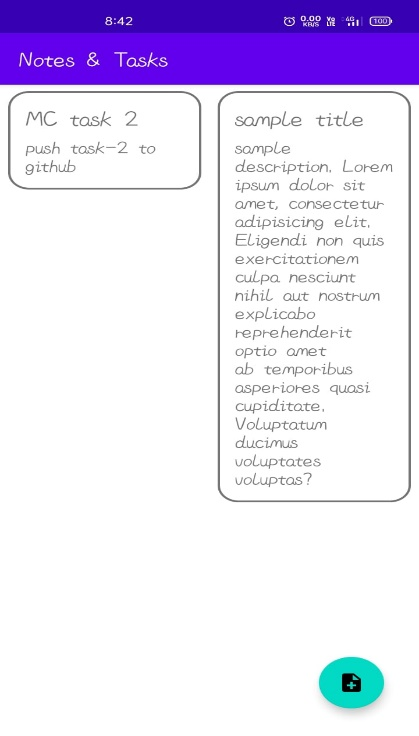 8:42
0.00 KB/S Vo LTE 4G 100
Notes & Tasks
MC task 2
push task-2 to
github
sample title
sample
description. Lorem
ipsum dolor sit
amet, consectetur
adipisicing elit.
Eligendi non quis
exercitationem
culpa nesciunt
nihil aut nostrum
explicabo
reprehenderit
optio amet
ab temporibus
asperiores quasi
cupiditate.
Voluptatum
ducimus
voluptates
voluptas?